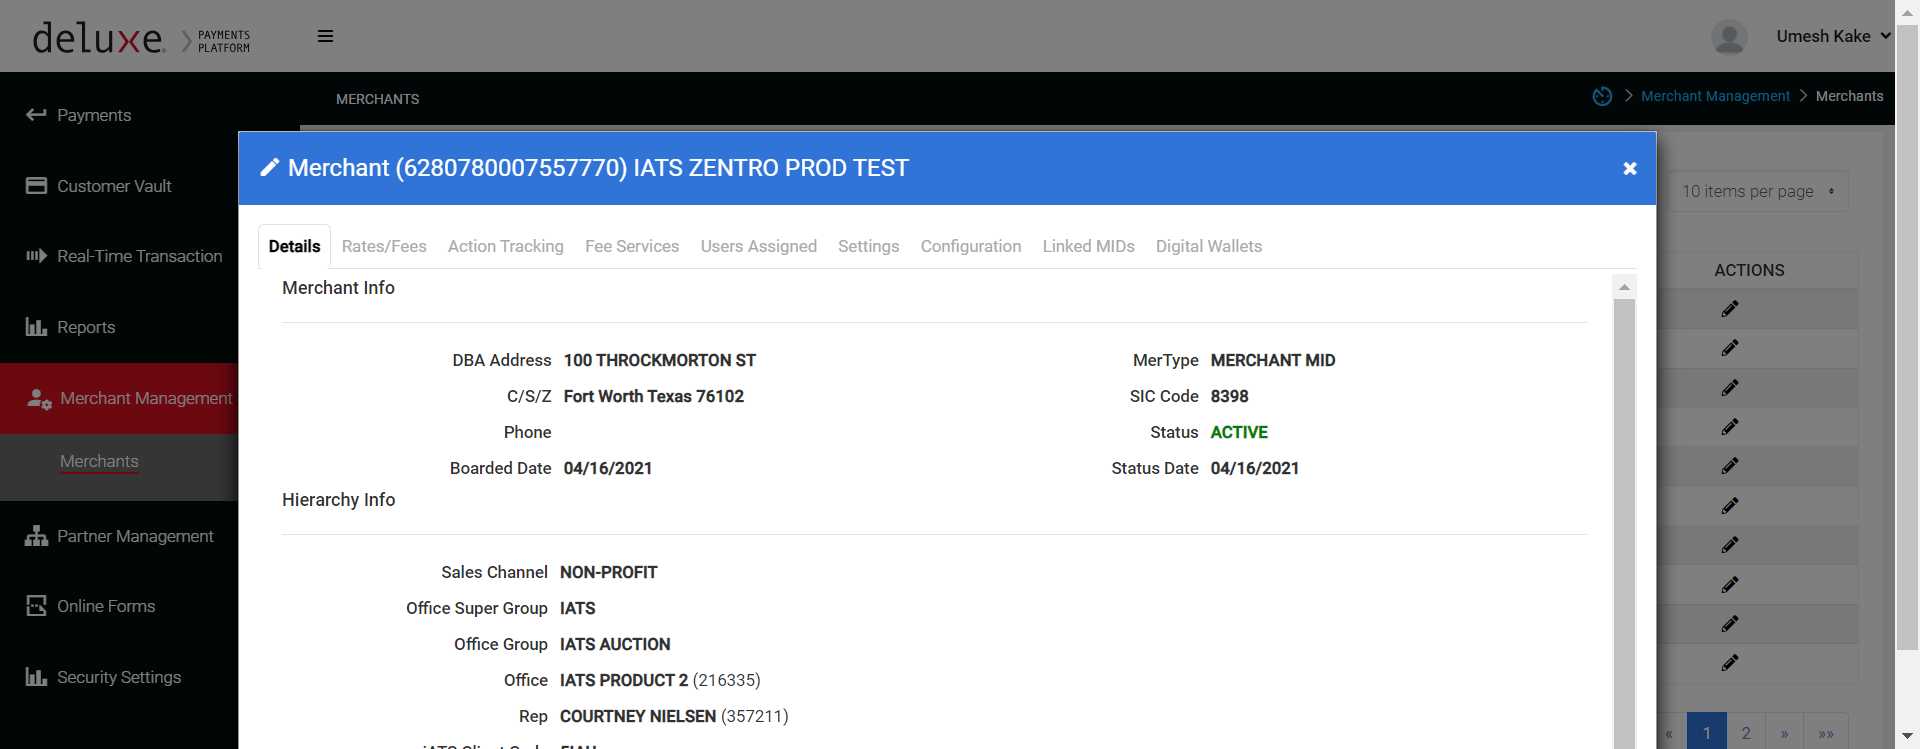 deluxe.
PAYMENTS
PLATFORM
Umesh Kake
MERCHANTS
Merchant Management
Merchants
Payments
Customer Vault
Real-Time Transaction
Reports
Merchant Management
Merchants
Partner Management
Online Forms
Security Settings
Merchant (6280780007557770) IATS ZENTRO PROD TEST
10 items per page
ACTIONS
Details Rates/Fees Action Tracking Fee Services Users Assigned Settings Configuration Linked MIDs Digital Wallets
Merchant Info
DBA Address 100 THROCKMORTON ST
MerType MERCHANT MID
C/S/Z Fort Worth Texas 76102
SIC Code 8398
Phone
Status ACTIVE
Boarded Date 04/16/2021
Status Date 04/16/2021
Hierarchy Info
Sales Channel NON-PROFIT
Office Super Group IATS
Office Group IATS AUCTION
Office IATS PRODUCT 2 (216335)
Rep COURTNEY NIELSEN (357211)
« 1 2 » »»